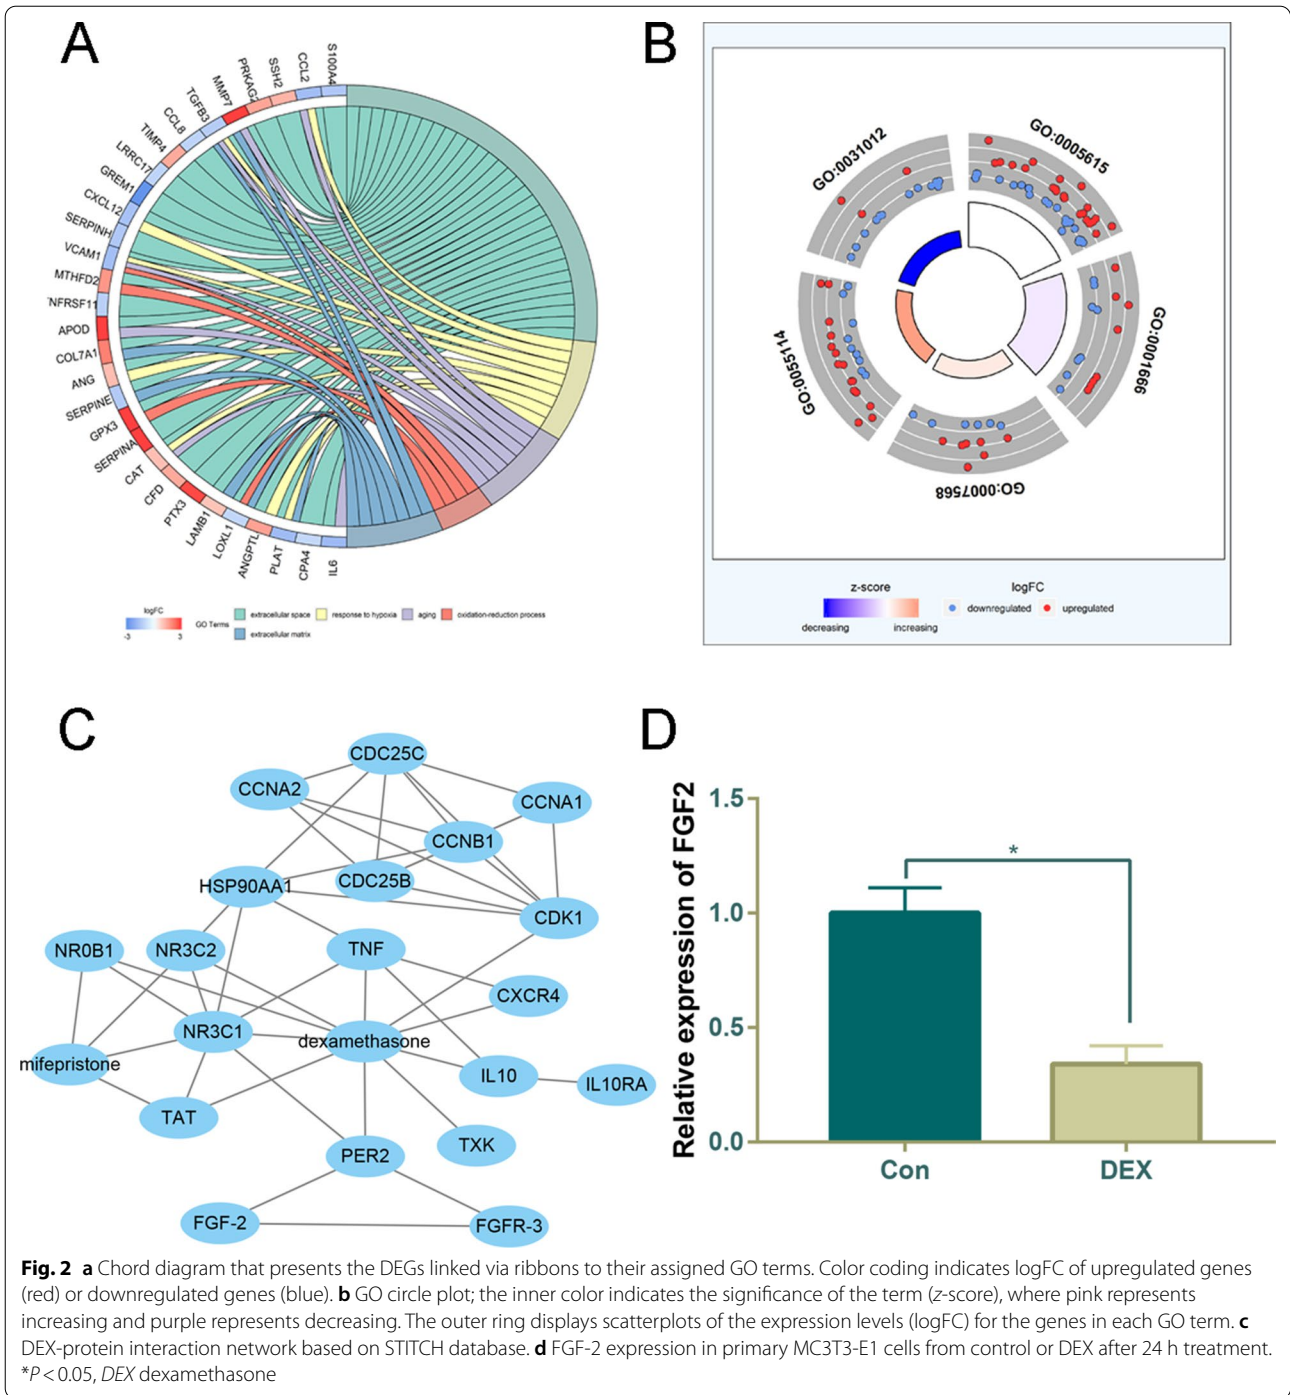 A
S100A4
CCL2
SSH2
PRKAG2
MMP7
TGFB3
CCL8
TIMP4
LRRC17
GREM1
CXCL12
SERPINH
VCAM1
MTHFD2
NFRSF11
APOD
COL7A1
ANG
SERPINE
GPX3
SERPINA
CAT
CFD
PTX3
LAMB1
LOXL1
ANGPTL
PLAT
CPA4
IL6
logFC
-3 3
GO Terms
extracellular space response to hypoxia aging oxidation-reduction process
extracellular matrix
B
GO:0031012
GO:0005615
GO:0001666
GO:0007568
GO:0055114
z-score logFC
decreasing increasing
downregulated upregulated
C
CDC25C
CCNA2
CCNA1
CCNB1
HSP90AA1
CDC25B
CDK1
NR0B1
NR3C2
TNF
CXCR4
NR3C1
dexamethasone
mifepristone
IL10
IL10RA
TAT
TXK
PER2
FGF-2
FGFR-3
D
Relative expression of FGF2
1.5
1.0
0.5
0.0
*
Con
DEX
Fig. 2 a Chord diagram that presents the DEGs linked via ribbons to their assigned GO terms. Color coding indicates logFC of upregulated genes
(red) or downregulated genes (blue). b GO circle plot; the inner color indicates the significance of the term (z-score), where pink represents
increasing and purple represents decreasing. The outer ring displays scatterplots of the expression levels (logFC) for the genes in each GO term. c
DEX-protein interaction network based on STITCH database. d FGF-2 expression in primary MC3T3-E1 cells from control or DEX after 24 h treatment.
*P < 0.05, DEX dexamethasone